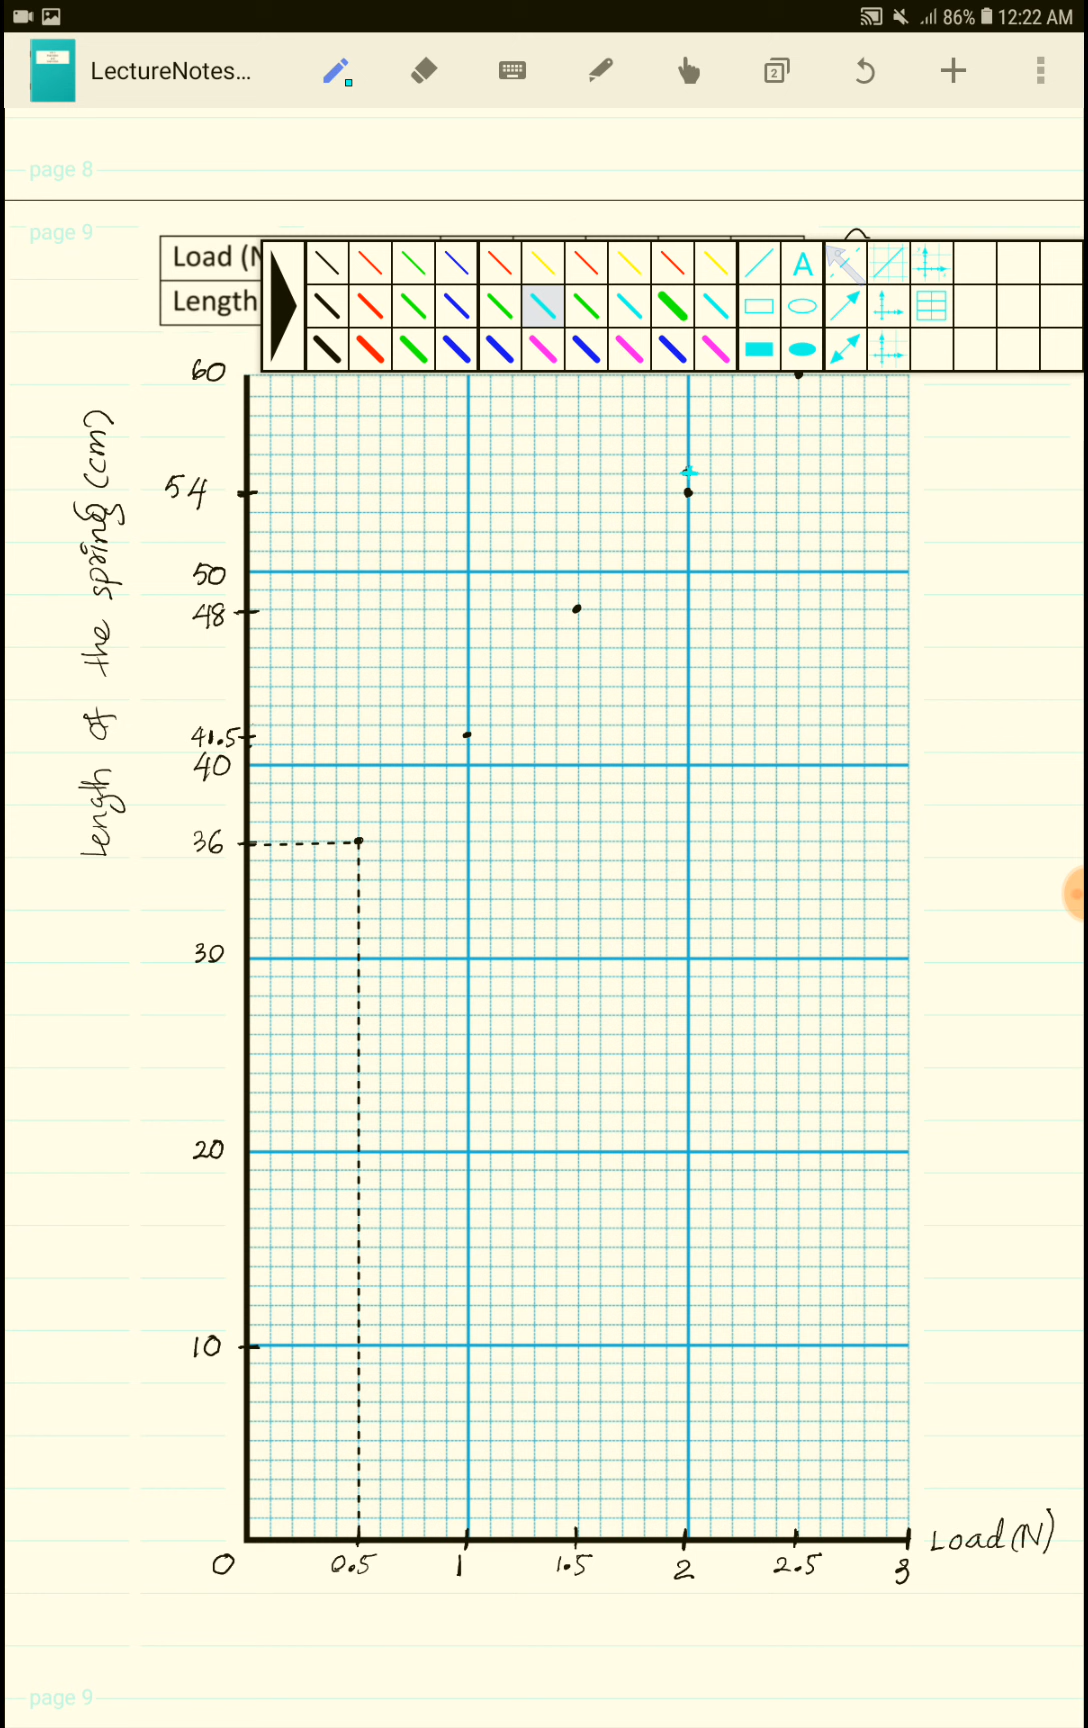 86% 12:22 AM
LectureNotes...
2
page 8
page 9
Load (N
Length
A
60
54
50
48
41.5
40
36
30
20
10
Length of the spring (cm)
0 0.5 1 1.5 2 2.5 3 Load (N)
page 9